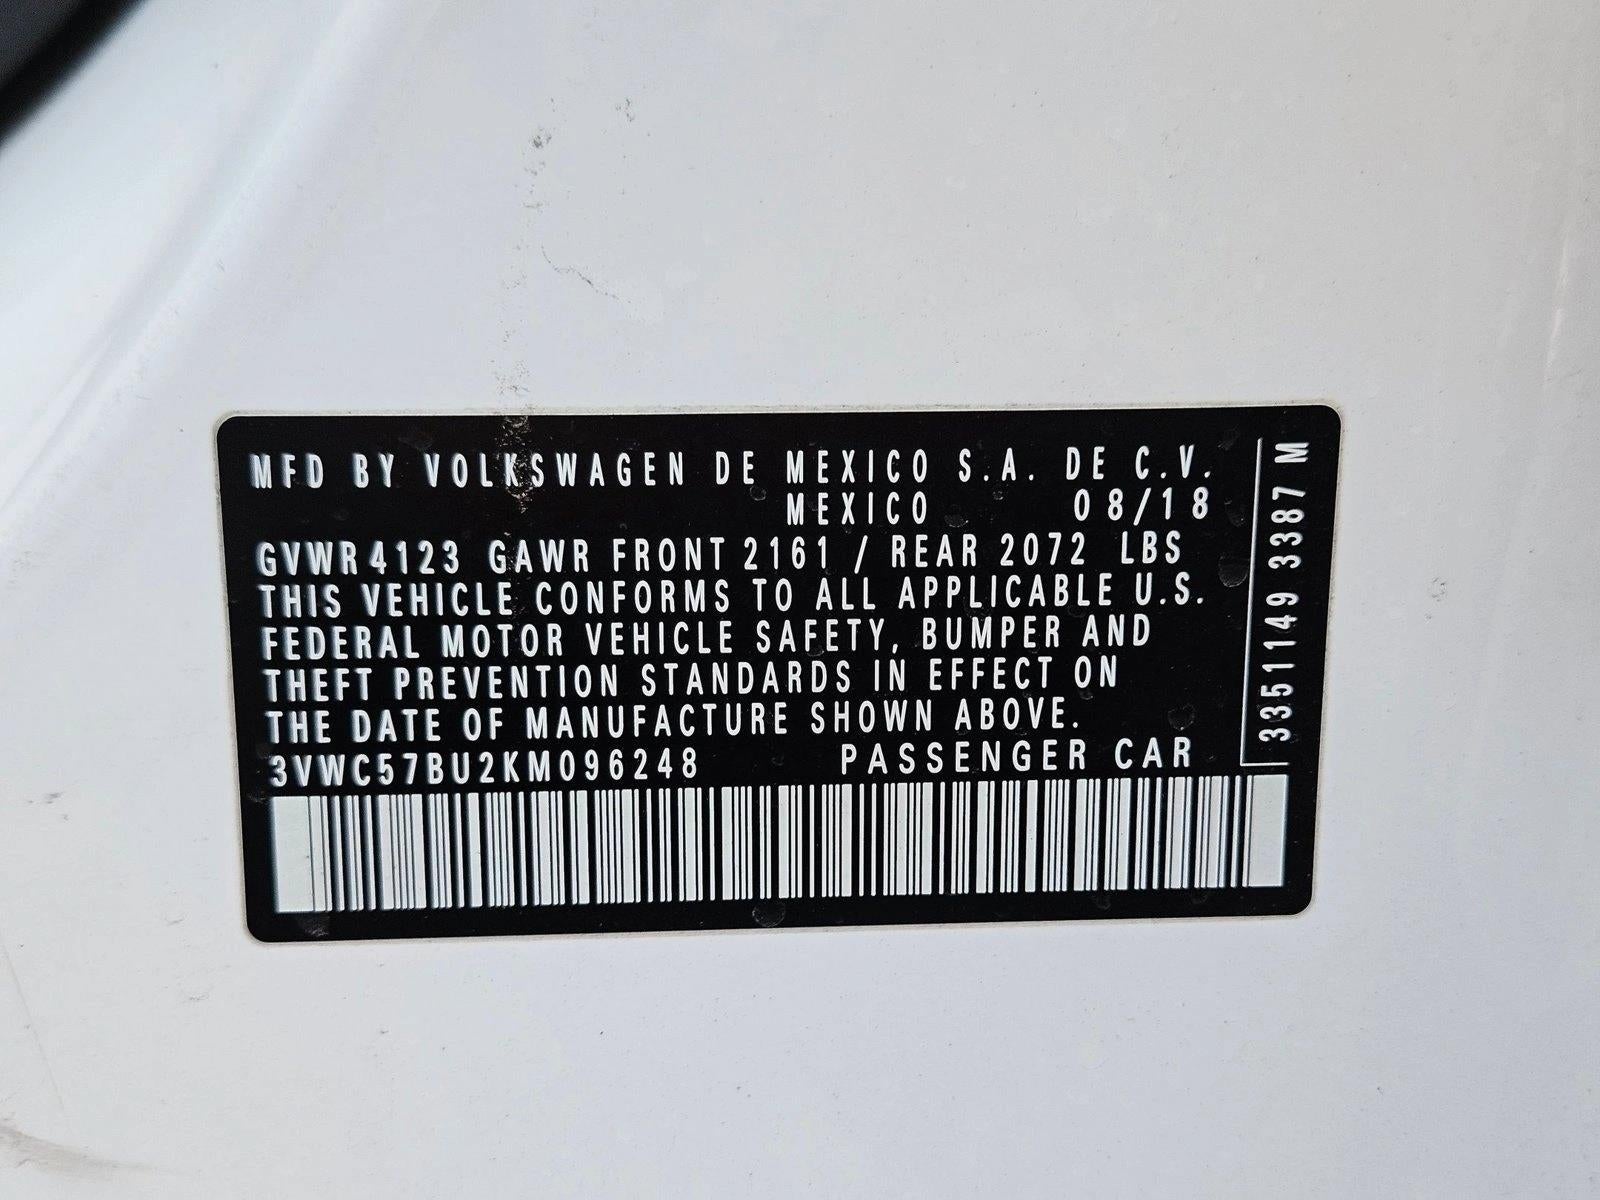 MFD BY VOLKSWAGEN DE MEXICO S.A. DE C.V.
MEXICO 08/18
GVWR 4123 GAWR FRONT 2161 / REAR 2072 LBS
THIS VEHICLE CONFORMS TO ALL APPLICABLE U.S.
FEDERAL MOTOR VEHICLE SAFETY, BUMPER AND
THEFT PREVENTION STANDARDS IN EFFECT ON
THE DATE OF MANUFACTURE SHOWN ABOVE.
3VWC57BU2KM096248 PASSENGER CAR
3351149 3387 M